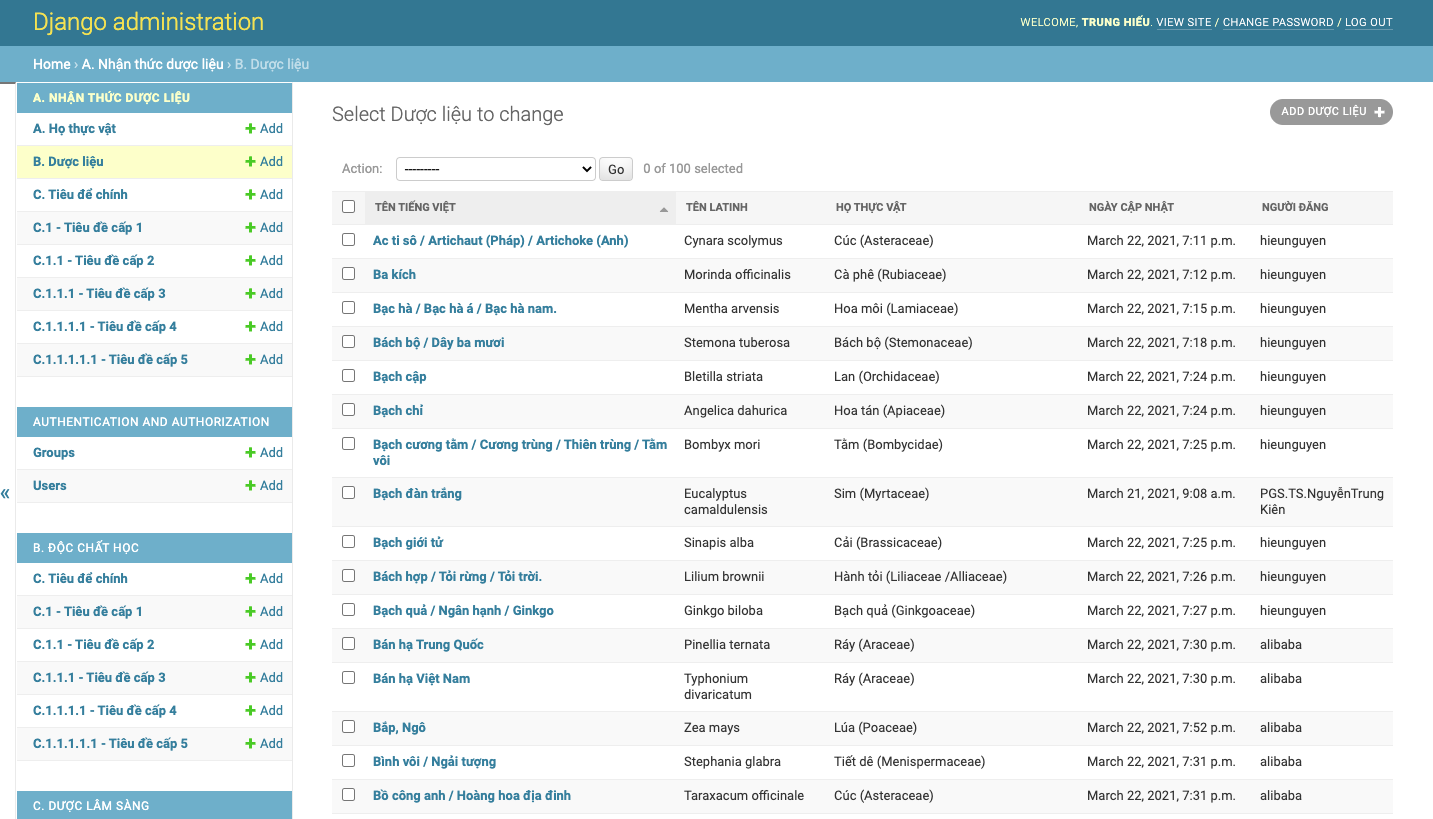 Django administration
WELCOME, TRUNG HIẾU. VIEW SITE / CHANGE PASSWORD / LOG OUT
Home › A. Nhận thức dược liệu › B. Dược liệu
A. NHẬN THỨC DƯỢC LIỆU
A. Họ thực vật + Add
B. Dược liệu + Add
C. Tiêu để chính + Add
C.1 - Tiêu đề cấp 1 + Add
C.1.1 - Tiêu đề cấp 2 + Add
C.1.1.1 - Tiêu đề cấp 3 + Add
C.1.1.1.1 - Tiêu đề cấp 4 + Add
C.1.1.1.1.1 - Tiêu đề cấp 5 + Add
AUTHENTICATION AND AUTHORIZATION
Groups + Add
Users + Add
«
B. ĐỘC CHẤT HỌC
C. Tiêu để chính + Add
C.1 - Tiêu đề cấp 1 + Add
C.1.1 - Tiêu đề cấp 2 + Add
C.1.1.1 - Tiêu đề cấp 3 + Add
C.1.1.1.1 - Tiêu đề cấp 4 + Add
C.1.1.1.1.1 - Tiêu đề cấp 5 + Add
C. DƯỢC LÂM SÀNG
Select Dược liệu to change
ADD DƯỢC LIỆU +
Action: --------- Go 0 of 100 selected
TÊN TIẾNG VIỆT TÊN LATINH HỌ THỰC VẬT NGÀY CẬP NHẬT NGƯỜI ĐĂNG
Ac ti sô / Artichaut (Pháp) / Artichoke (Anh) Cynara scolymus Cúc (Asteraceae) March 22, 2021, 7:11 p.m. hieunguyen
Ba kích Morinda officinalis Cà phê (Rubiaceae) March 22, 2021, 7:12 p.m. hieunguyen
Bạc hà / Bạc hà á / Bạc hà nam. Mentha arvensis Hoa môi (Lamiaceae) March 22, 2021, 7:15 p.m. hieunguyen
Bách bộ / Dây ba mươi Stemona tuberosa Bách bộ (Stemonaceae) March 22, 2021, 7:18 p.m. hieunguyen
Bạch cập Bletilla striata Lan (Orchidaceae) March 22, 2021, 7:24 p.m. hieunguyen
Bạch chỉ Angelica dahurica Hoa tán (Apiaceae) March 22, 2021, 7:24 p.m. hieunguyen
Bạch cương tằm / Cương trùng / Thiên trùng / Tằm Bombyx mori Tằm (Bombycidae) March 22, 2021, 7:25 p.m. hieunguyen
vôi
Bạch đàn trắng Eucalyptus Sim (Myrtaceae) March 21, 2021, 9:08 a.m. PGS.TS.NguyễnTrung
camaldulensis Kiên
Bạch giới tử Sinapis alba Cải (Brassicaceae) March 22, 2021, 7:25 p.m. hieunguyen
Bách hợp / Tỏi rừng / Tỏi trời. Lilium brownii Hành tỏi (Liliaceae /Alliaceae) March 22, 2021, 7:26 p.m. hieunguyen
Bạch quả / Ngân hạnh / Ginkgo Ginkgo biloba Bạch quả (Ginkgoaceae) March 22, 2021, 7:27 p.m. hieunguyen
Bán hạ Trung Quốc Pinellia ternata Ráy (Araceae) March 22, 2021, 7:30 p.m. alibaba
Bán hạ Việt Nam Typhonium Ráy (Araceae) March 22, 2021, 7:30 p.m. alibaba
divaricatum
Bắp, Ngô Zea mays Lúa (Poaceae) March 22, 2021, 7:52 p.m. alibaba
Bình vôi / Ngải tượng Stephania glabra Tiết dê (Menispermaceae) March 22, 2021, 7:31 p.m. alibaba
Bồ công anh / Hoàng hoa địa đinh Taraxacum officinale Cúc (Asteraceae) March 22, 2021, 7:31 p.m. alibaba